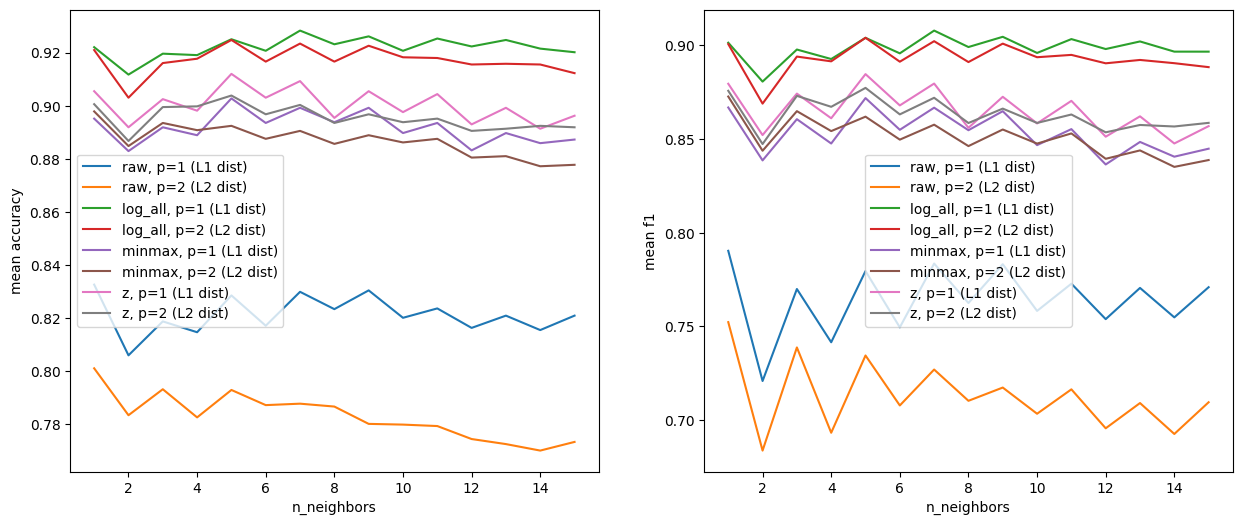 0.92
0.90
0.88
0.86
0.84
0.82
0.80
0.78
mean accuracy
raw, p=1 (L1 dist)
raw, p=2 (L2 dist)
log_all, p=1 (L1 dist)
log_all, p=2 (L2 dist)
minmax, p=1 (L1 dist)
minmax, p=2 (L2 dist)
z, p=1 (L1 dist)
z, p=2 (L2 dist)
2 4 6 8 10 12 14
n_neighbors
0.90
0.85
0.80
0.75
0.70
mean f1
raw, p=1 (L1 dist)
raw, p=2 (L2 dist)
log_all, p=1 (L1 dist)
log_all, p=2 (L2 dist)
minmax, p=1 (L1 dist)
minmax, p=2 (L2 dist)
z, p=1 (L1 dist)
z, p=2 (L2 dist)
2 4 6 8 10 12 14
n_neighbors